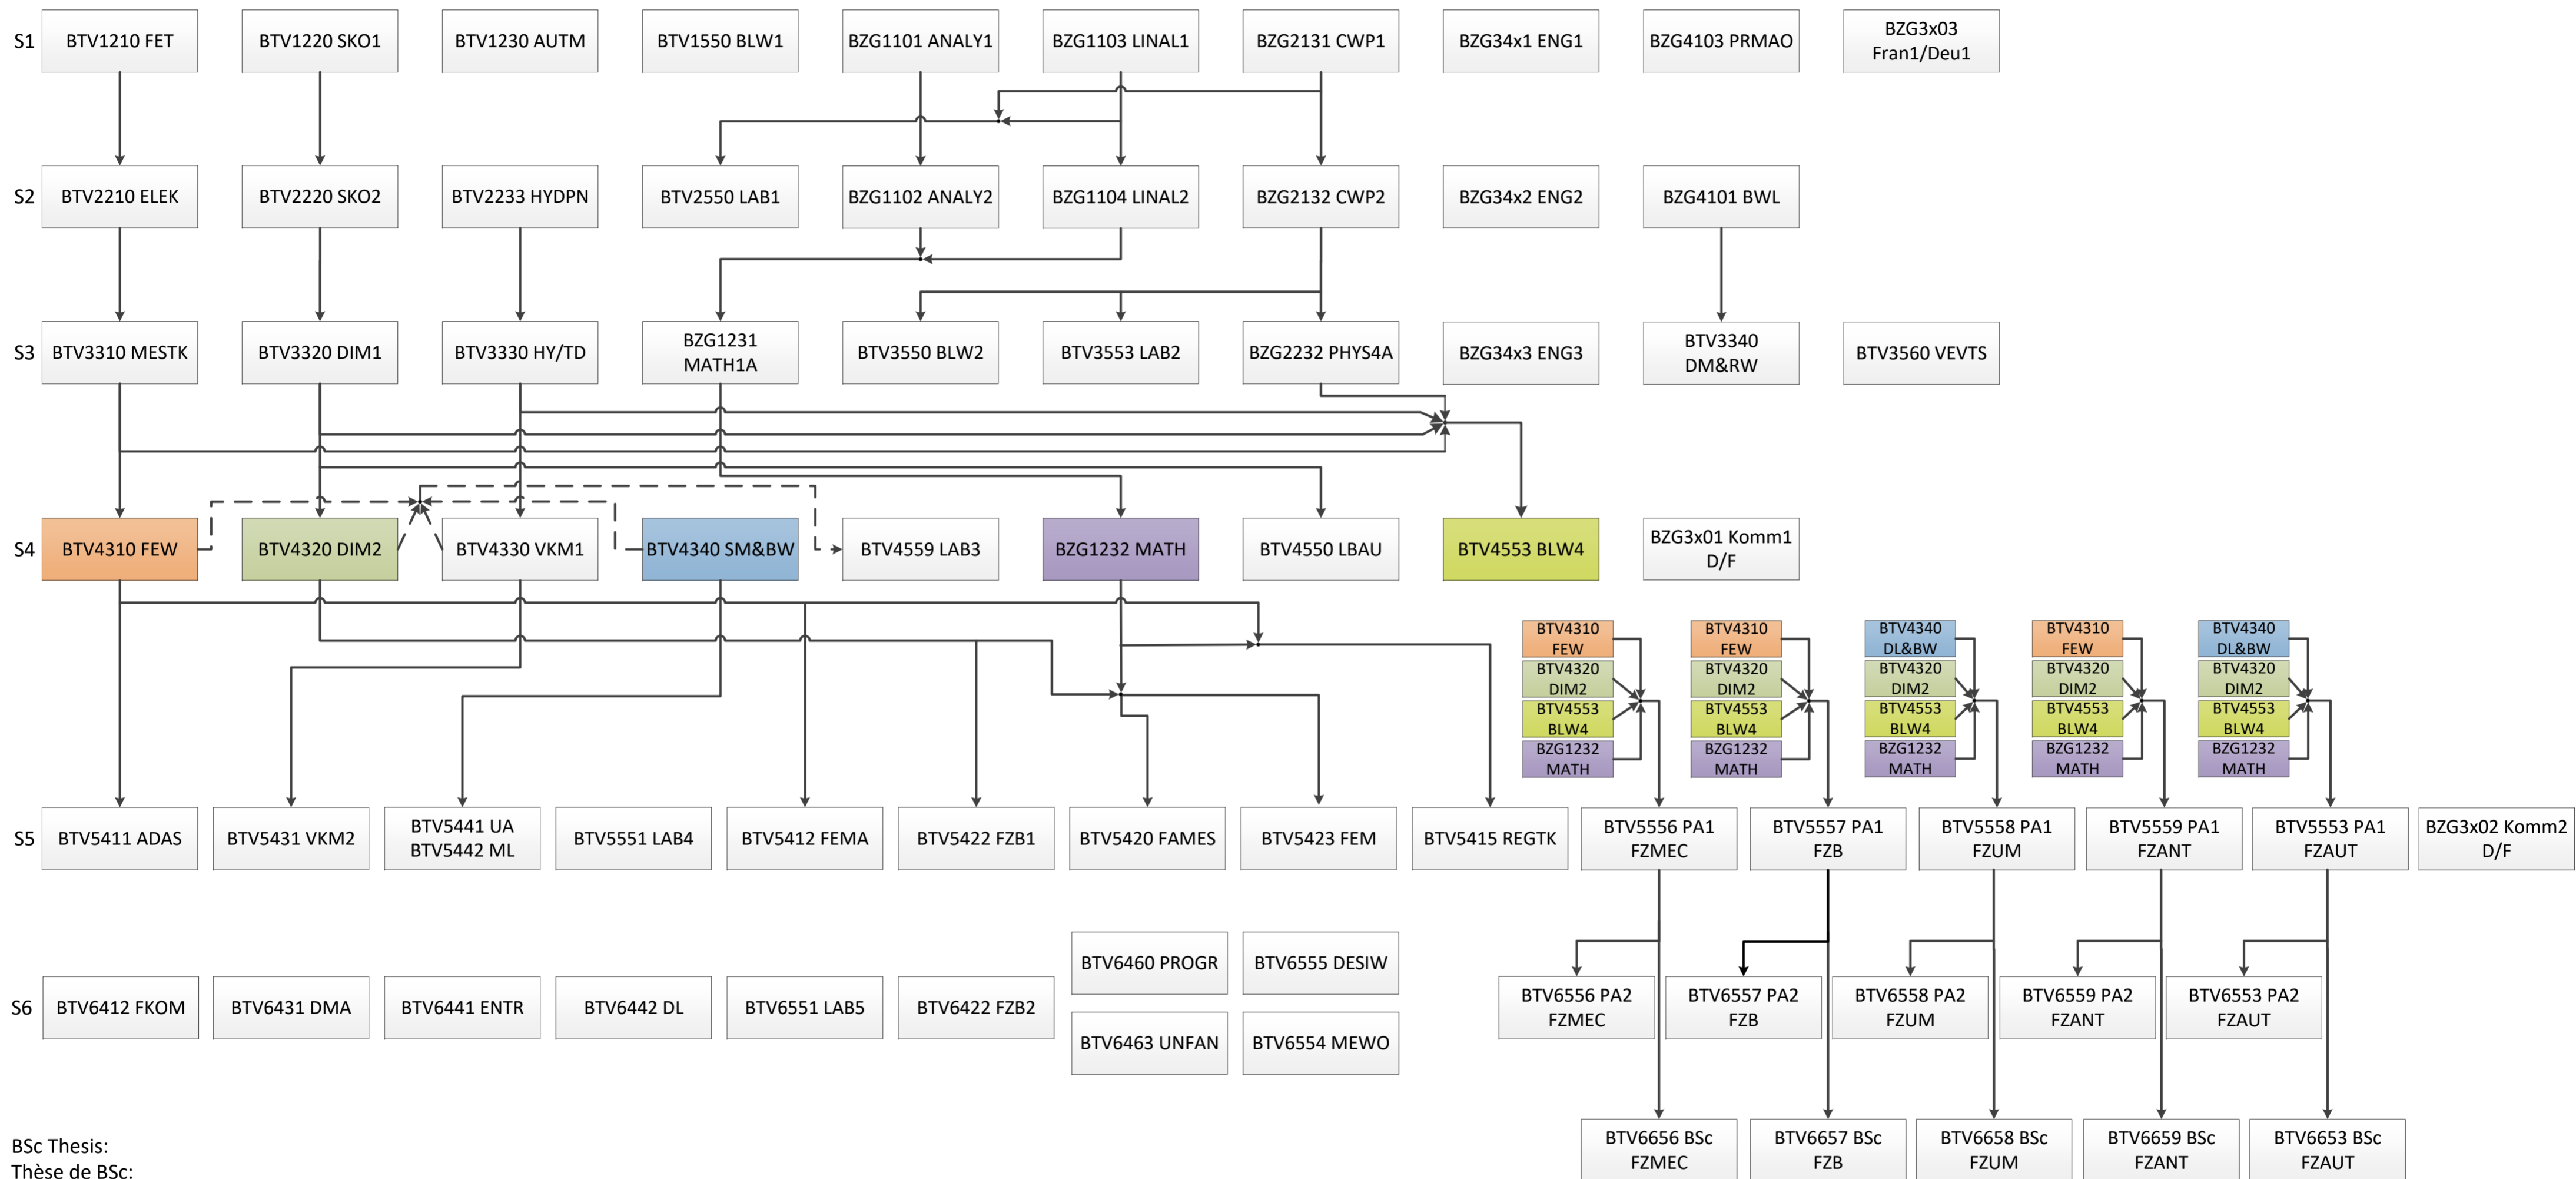 S1
BTV1210 FET
BTV1220 SKO1
BTV1230 AUTM
BTV1550 BLW1
BZG1101 ANALY1
BZG1103 LINAL1
BZG2131 CWP1
BZG34x1 ENG1
BZG4103 PRMAO
BZG3x03
Fran1/Deu1
S2
BTV2210 ELEK
BTV2220 SKO2
BTV2233 HYDPN
BTV2550 LAB1
BZG1102 ANALY2
BZG1104 LINAL2
BZG2132 CWP2
BZG34x2 ENG2
BZG4101 BWL
S3
BTV3310 MESTK
BTV3320 DIM1
BTV3330 HY/TD
BZG1231
MATH1A
BTV3550 BLW2
BTV3553 LAB2
BZG2232 PHYS4A
BZG34x3 ENG3
BTV3340
DM&RW
BTV3560 VEVTS
S4
BTV4310 FEW
BTV4320 DIM2
BTV4330 VKM1
BTV4340 SM&BW
BTV4559 LAB3
BZG1232 MATH
BTV4550 LBAU
BTV4553 BLW4
BZG3x01 Komm1
D/F
BTV4310
FEW
BTV4320
DIM2
BTV4553
BLW4
BZG1232
MATH
BTV4310
FEW
BTV4320
DIM2
BTV4553
BLW4
BZG1232
MATH
BTV4340
DL&BW
BTV4320
DIM2
BTV4553
BLW4
BZG1232
MATH
BTV4310
FEW
BTV4320
DIM2
BTV4553
BLW4
BZG1232
MATH
BTV4340
DL&BW
BTV4320
DIM2
BTV4553
BLW4
BZG1232
MATH
S5
BTV5411 ADAS
BTV5431 VKM2
BTV5441 UA
BTV5442 ML
BTV5551 LAB4
BTV5412 FEMA
BTV5422 FZB1
BTV5420 FAMES
BTV5423 FEM
BTV5415 REGTK
BTV5556 PA1
FZMEC
BTV5557 PA1
FZB
BTV5558 PA1
FZUM
BTV5559 PA1
FZANT
BTV5553 PA1
FZAUT
BZG3x02 Komm2
D/F
S6
BTV6412 FKOM
BTV6431 DMA
BTV6441 ENTR
BTV6442 DL
BTV6551 LAB5
BTV6422 FZB2
BTV6460 PROGR
BTV6555 DESIW
BTV6463 UNFAN
BTV6554 MEWO
BTV6556 PA2
FZMEC
BTV6557 PA2
FZB
BTV6558 PA2
FZUM
BTV6559 PA2
FZANT
BTV6553 PA2
FZAUT
BSc Thesis:
Thèse de BSc:
BTV6656 BSc
FZMEC
BTV6657 BSc
FZB
BTV6658 BSc
FZUM
BTV6659 BSc
FZANT
BTV6653 BSc
FZAUT